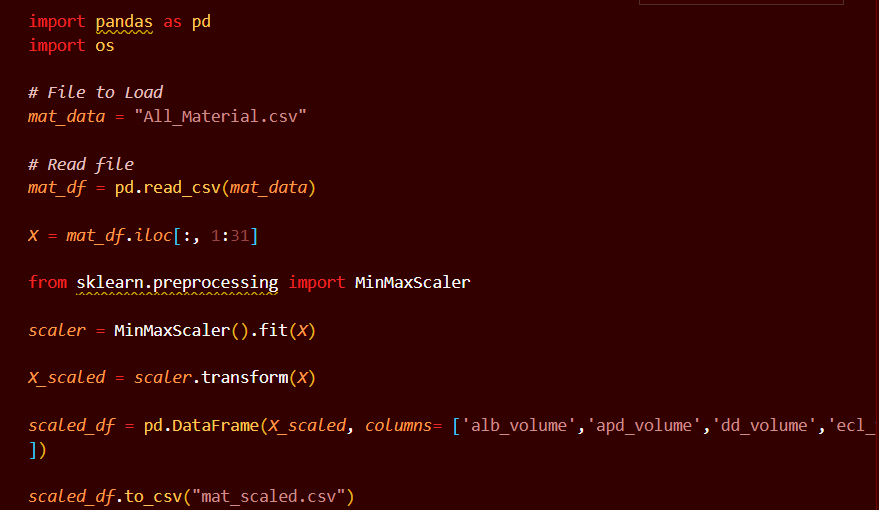 import pandas as pd
import os
# File to Load
mat_data = "All_Material.csv"
# Read file
mat_df = pd.read_csv(mat_data)
X = mat_df.iloc[:, 1:31]
from sklearn.preprocessing import MinMaxScaler
scaler = MinMaxScaler().fit(X)
X_scaled = scaler.transform(X)
scaled_df = pd.DataFrame(X_scaled, columns= ['alb_volume','apd_volume','dd_volume','ecl_
])
scaled_df.to_csv("mat_scaled.csv")